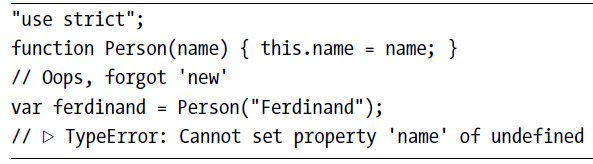 "use strict";
function Person(name) { this.name = name; }
// Oops, forgot 'new'
var ferdinand = Person("Ferdinand");
// ▷ TypeError: Cannot set property 'name' of undefined